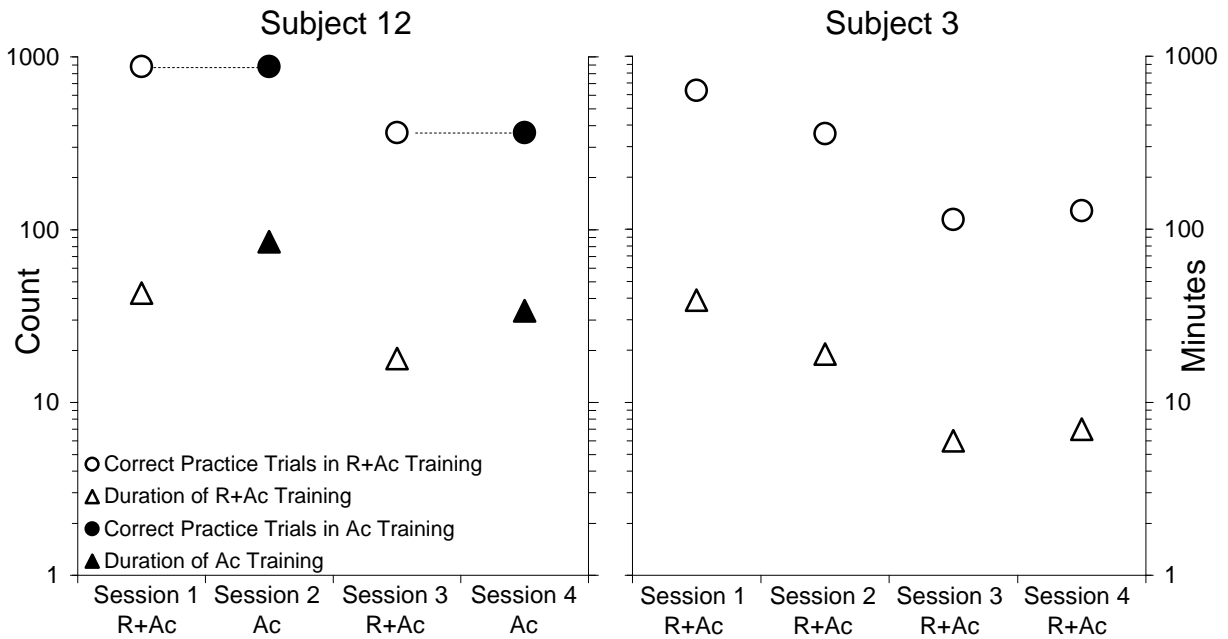 Subject 12
Subject 3
1000
100
10
1
Count
Correct Practice Trials in R+Ac Training
Duration of R+Ac Training
Correct Practice Trials in Ac Training
Duration of Ac Training
Session 1
R+Ac
Session 2
Ac
Session 3
R+Ac
Session 4
Ac
Session 1
R+Ac
Session 2
R+Ac
Session 3
R+Ac
Session 4
R+Ac
1000
100
10
1
Minutes